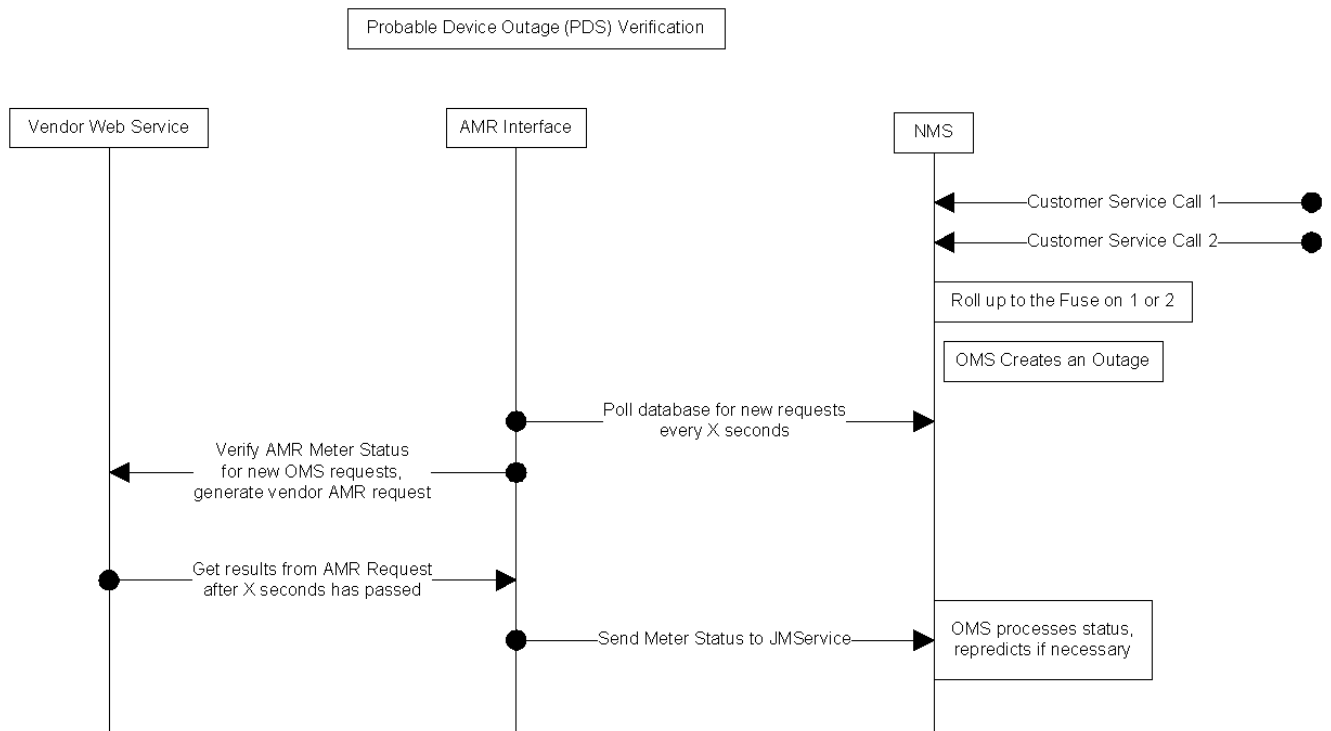 Probable Device Outage (PDS) Verification
Vendor Web Service
AMR Interface
NMS
Customer Service Call 1
Customer Service Call 2
Roll up to the Fuse on 1 or 2
OMS Creates an Outage
Poll database for new requests
every X seconds
Verify AMR Meter Status
for new OMS requests,
generate vendor AMR request
Get results from AMR Request
after X seconds has passed
Send Meter Status to JMService
OMS processes status,
repredicts if necessary